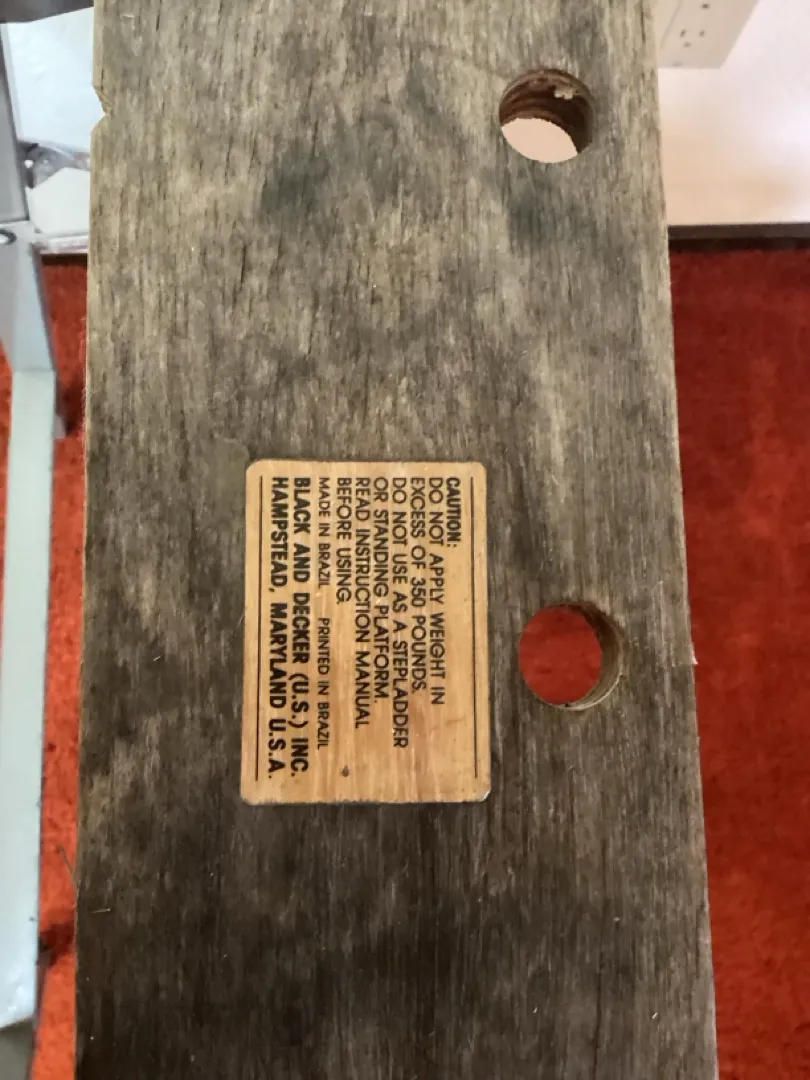 CAUTION:
DO NOT APPLY WEIGHT IN
EXCESS OF 350 POUNDS.
DO NOT USE AS A STEPLADDER
OR STANDING PLATFORM.
READ INSTRUCTION MANUAL
BEFORE USING.
MADE IN BRAZIL PRINTED IN BRAZIL
BLACK AND DECKER (U.S.) INC.
HAMPSTEAD, MARYLAND U.S.A.